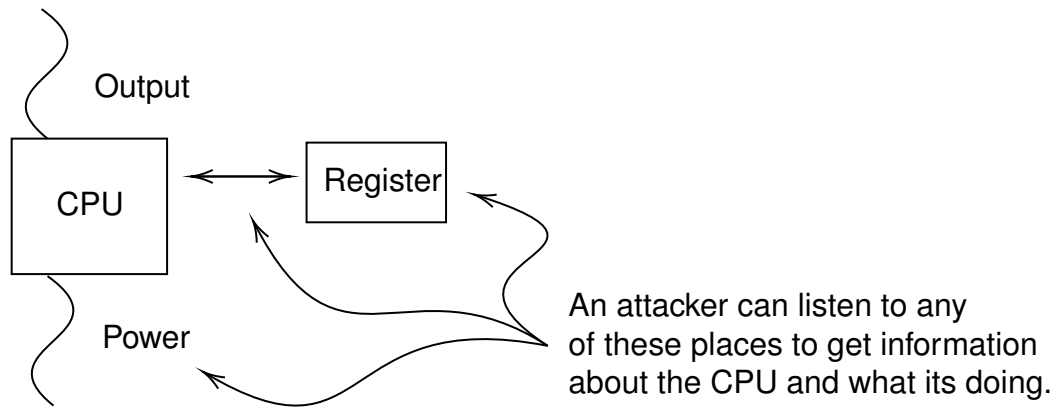 Output
CPU
Register
Power
An attacker can listen to any
of these places to get information
about the CPU and what its doing.